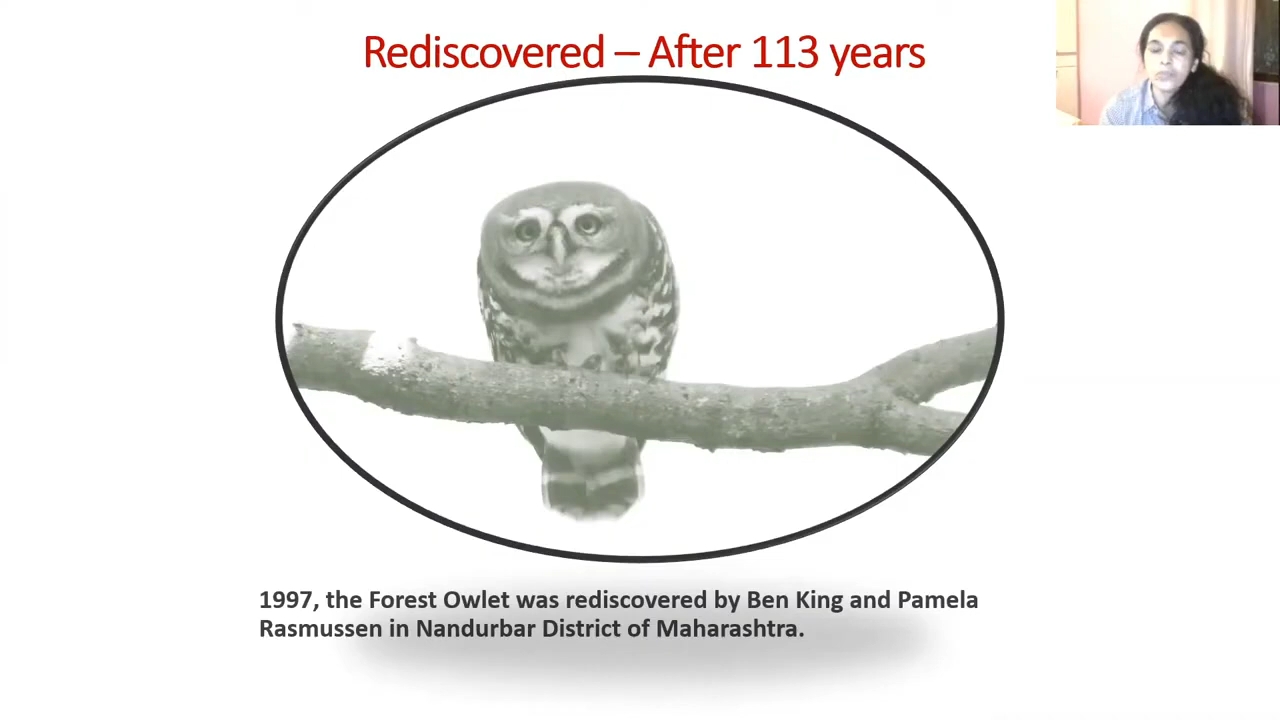 Rediscovered – After 113 years
1997, the Forest Owlet was rediscovered by Ben King and Pamela
Rasmussen in Nandurbar District of Maharashtra.